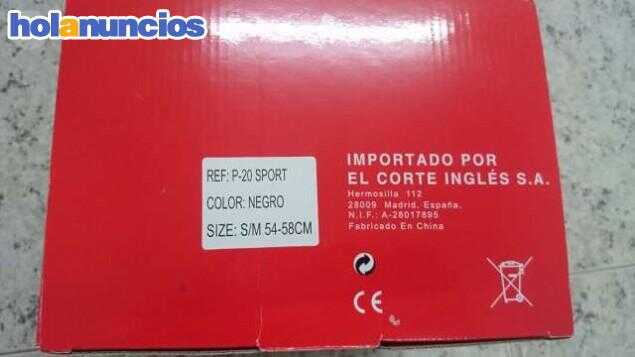 holanuncios
REF: P-20 SPORT
COLOR: NEGRO
SIZE: S/M 54-58CM
IMPORTADO POR
EL CORTE INGLÉS S.A.
Hermosilla 112
28009 Madrid, España.
N.I.F.: A-28017895
Fabricado En China
CE